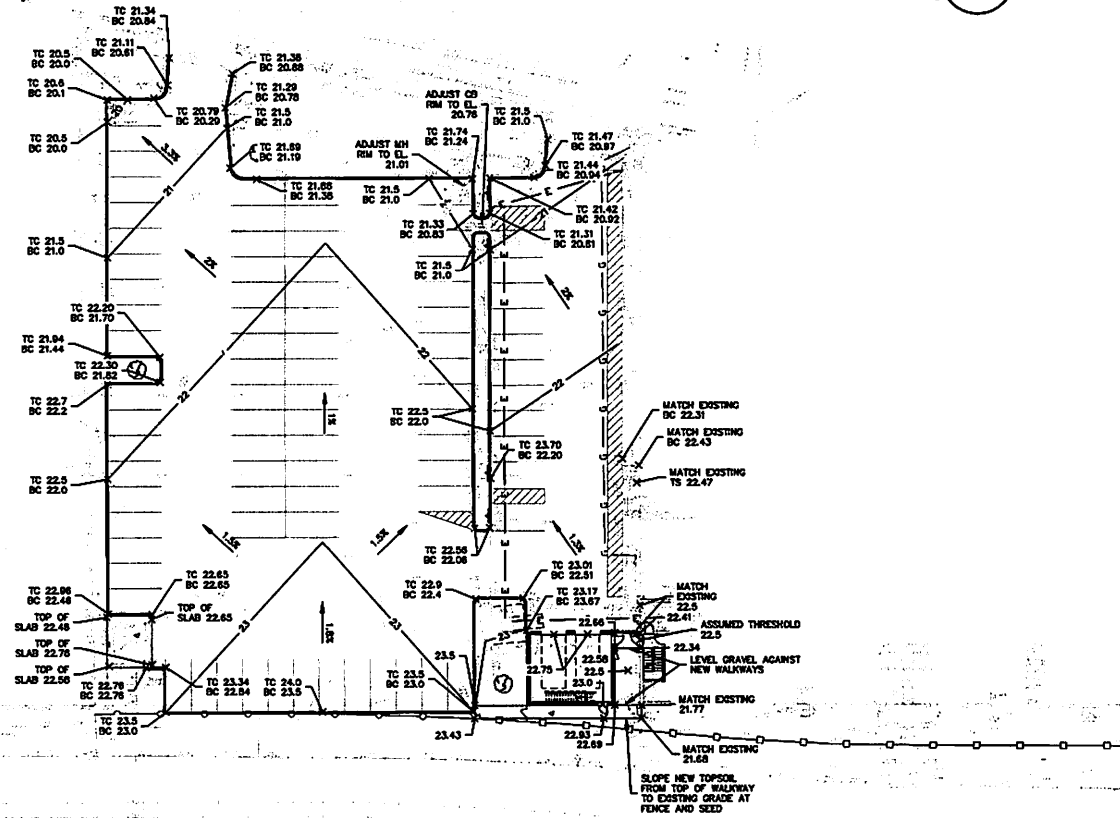 TC 21.34
BC 20.84
TC 21.11
BC 20.61
TC 20.5
BC 20.0
TC 20.6
BC 20.1
TC 20.79
BC 20.29
TC 20.5
BC 20.0
3.3%
21
TC 21.38
BC 20.88
TC 21.29
BC 20.78
TC 21.5
BC 21.0
TC 21.69
BC 21.19
TC 21.88
BC 21.38
ADJUST CB
RIM TO EL.
20.76
TC 21.74
BC 21.24
ADJUST MH
RIM TO EL.
21.01
TC 21.5
BC 21.0
TC 21.5
BC 21.0
TC 21.47
BC 20.97
TC 21.44
BC 20.94
TC 21.42
BC 20.92
TC 21.33
BC 20.83
TC 21.31
BC 20.81
TC 21.5
BC 21.0
TC 21.5
BC 21.0
2%
2%
TC 22.20
BC 21.70
TC 21.94
BC 21.44
TC 22.30
BC 21.82
TC 22.7
BC 22.2
22
22
22
1%
TC 22.5
BC 22.0
TC 22.5
BC 22.0
TC 23.70
BC 22.20
MATCH EXISTING
BC 22.31
MATCH EXISTING
BC 22.43
MATCH EXISTING
TS 22.47
1.5%
1.5%
1.3%
TC 22.58
BC 22.08
TC 22.96
BC 22.46
TC 22.65
BC 22.65
TOP OF
SLAB 22.48
TOP OF
SLAB 22.65
TOP OF
SLAB 22.76
TOP OF
SLAB 22.56
TC 22.76
BC 22.76
TC 23.34
BC 22.84
TC 23.5
BC 23.0
23
23
1.8%
TC 24.0
BC 23.5
TC 23.5
BC 23.0
TC 22.9
BC 22.4
TC 23.01
BC 22.51
TC 23.17
BC 23.67
23
23.5
23.43
22.66
22.75
22.58
22.5
23.0
22.93
22.69
MATCH
EXISTING
22.5
22.41
ASSUMED THRESHOLD
22.5
22.34
LEVEL GRAVEL AGAINST
NEW WALKWAYS
MATCH EXISTING
21.77
MATCH EXISTING
21.68
SLOPE NEW TOPSOIL
FROM TOP OF WALKWAY
TO EXISTING GRADE AT
FENCE AND SEED
E
E
E
E
G
G
G
G